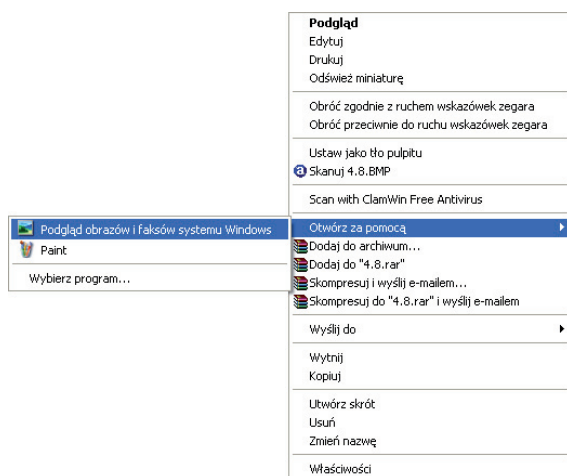 Podgląd
Edytuj
Drukuj
Odśwież miniaturę
Obróć zgodnie z ruchem wskazówek zegara
Obróć przeciwnie do ruchu wskazówek zegara
Ustaw jako tło pulpitu
Skanuj 4.8.BMP
Scan with ClamWin Free Antivirus
Otwórz za pomocą
Podgląd obrazów i faksów systemu Windows
Paint
Wybierz program...
Dodaj do archiwum...
Dodaj do "4.8.rar"
Skompresuj i wyślij e-mailem...
Skompresuj do "4.8.rar" i wyślij e-mailem
Wyślij do
Wytnij
Kopiuj
Utwórz skrót
Usuń
Zmień nazwę
Właściwości